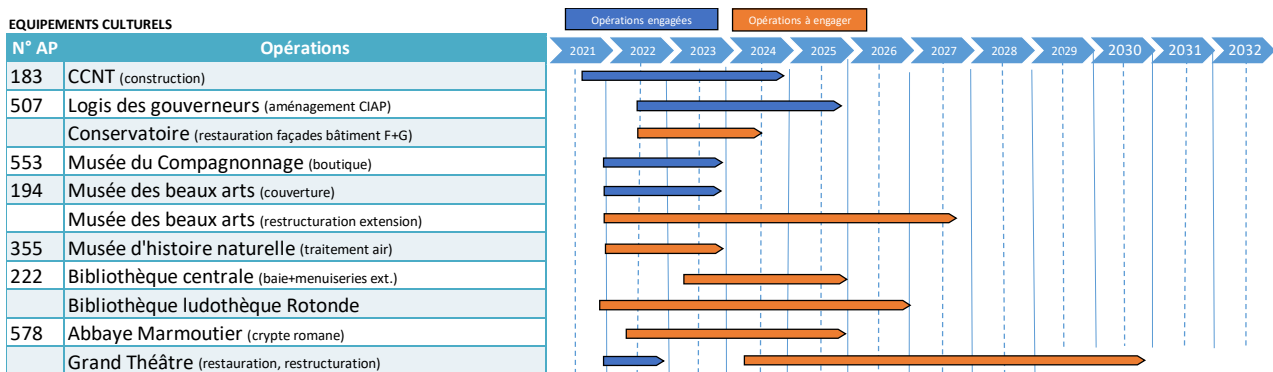 Opérations engagées Opérations à engager
EQUIPEMENTS CULTURELS
N° AP Opérations 2021 2022 2023 2024 2025 2026 2027 2028 2029 2030 2031 2032
183 CCNT (construction)
507 Logis des gouverneurs (aménagement CIAP)
Conservatoire (restauration façades bâtiment F+G)
553 Musée du Compagnonnage (boutique)
194 Musée des beaux arts (couverture)
Musée des beaux arts (restructuration extension)
355 Musée d'histoire naturelle (traitement air)
222 Bibliothèque centrale (baie+menuiseries ext.)
Bibliothèque ludothèque Rotonde
578 Abbaye Marmoutier (crypte romane)
Grand Théâtre (restauration, restructuration)